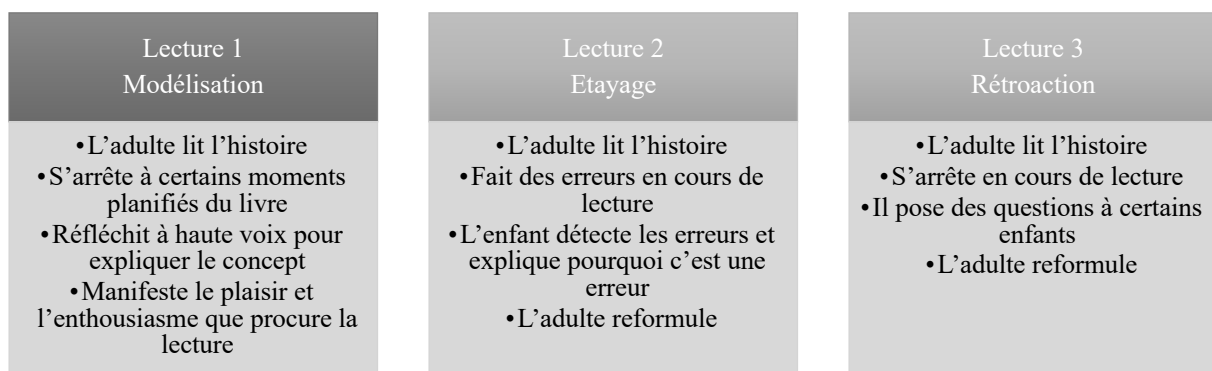 Lecture 1
Modélisation
•L’adulte lit l’histoire
•S’arrête à certains moments
planifiés du livre
•Réfléchit à haute voix pour
expliquer le concept
•Manifeste le plaisir et
l’enthousiasme que procure la
lecture
Lecture 2
Etayage
•L’adulte lit l’histoire
•Fait des erreurs en cours de
lecture
•L’enfant détecte les erreurs et
explique pourquoi c’est une
erreur
•L’adulte reformule
Lecture 3
Rétroaction
•L’adulte lit l’histoire
•S’arrête en cours de lecture
•Il pose des questions à certains
enfants
•L’adulte reformule